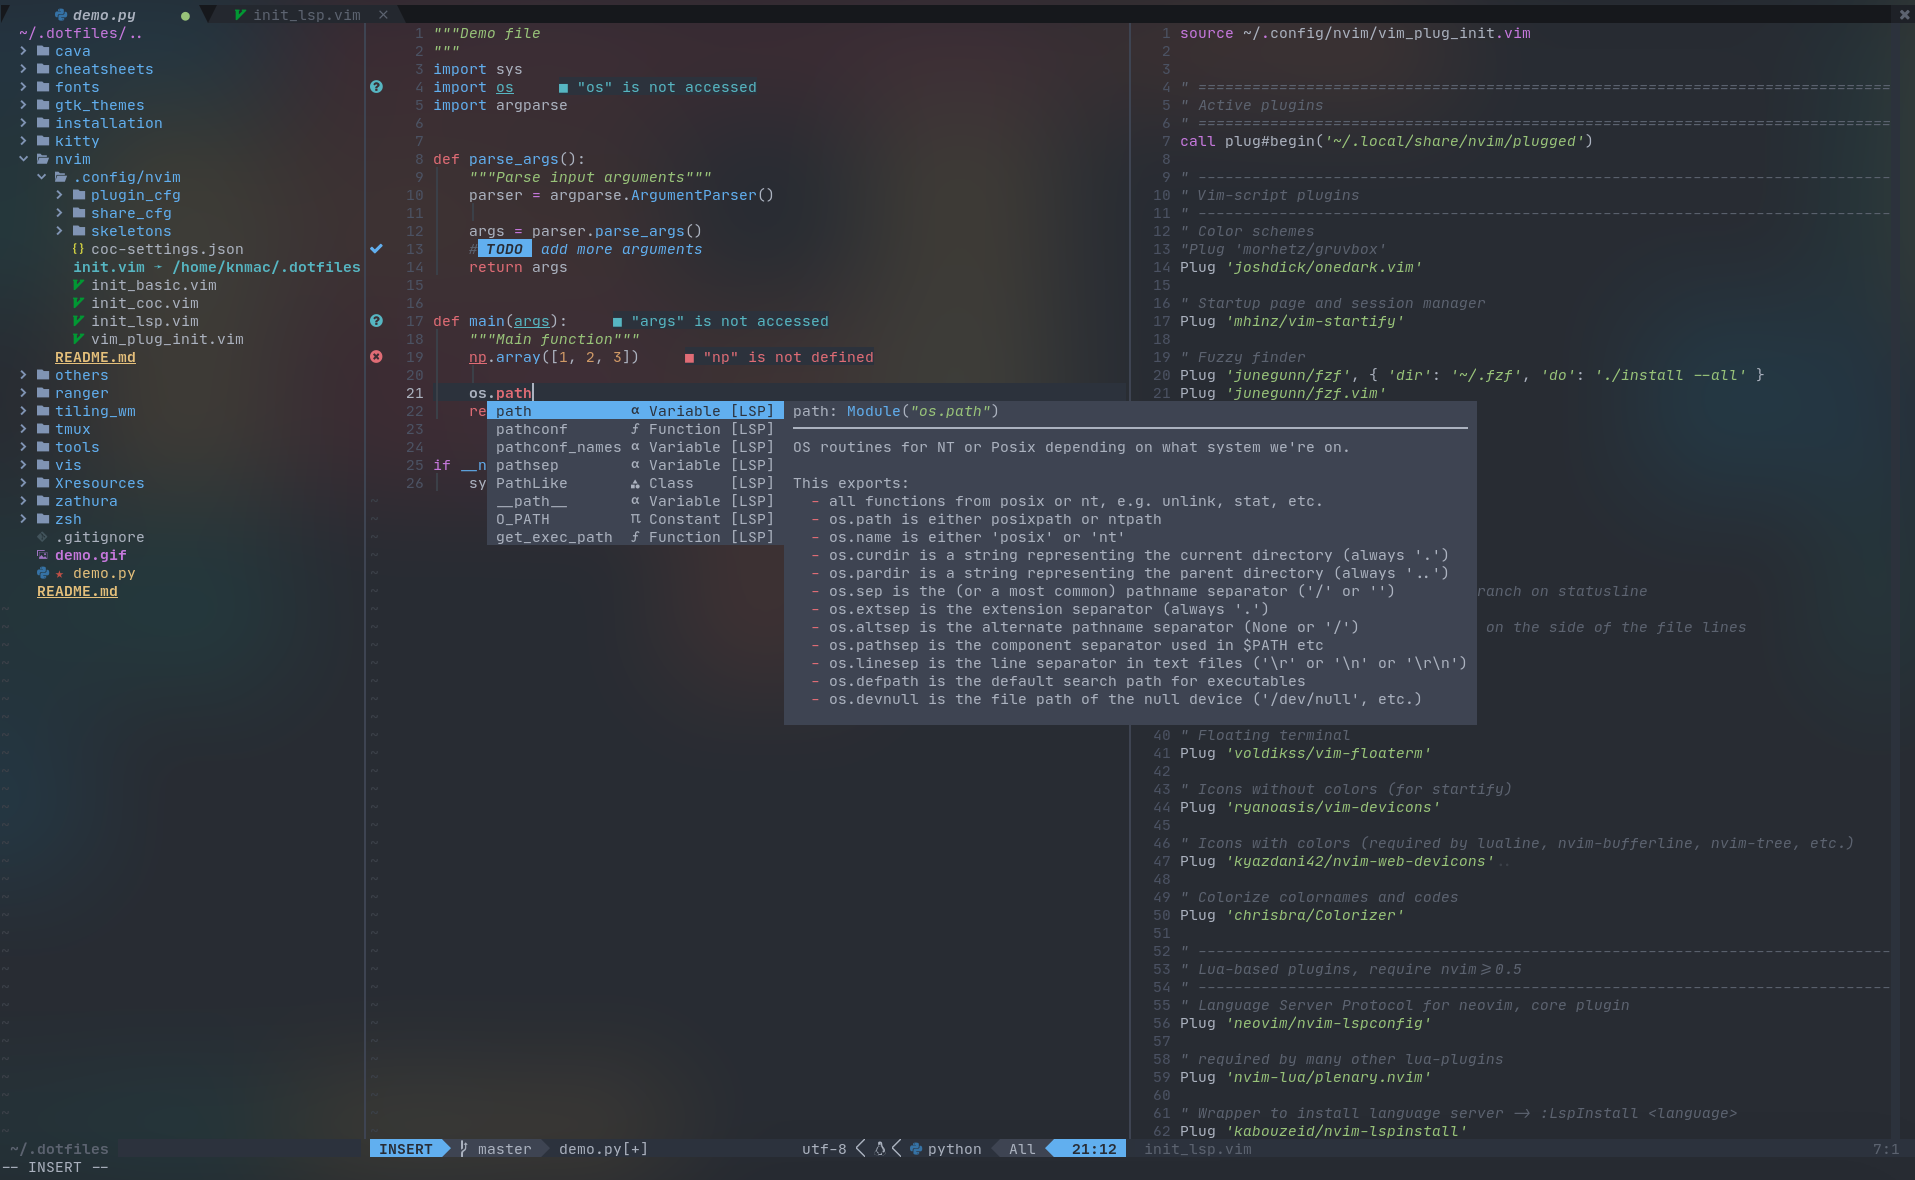 demo.py ● init_lsp.vim ×
~/.dotfiles/..
cava
cheatsheets
fonts
gtk_themes
installation
kitty
nvim
.config/nvim
plugin_cfg
share_cfg
skeletons
{} coc-settings.json
init.vim → /home/knmac/.dotfiles
init_basic.vim
init_coc.vim
init_lsp.vim
vim_plug_init.vim
README.md
others
ranger
tiling_wm
tmux
tools
vis
Xresources
zathura
zsh
.gitignore
demo.gif
★ demo.py
README.md
~/.dotfiles
1 """Demo file
2 """
3 import sys
4 import os ■ "os" is not accessed
5 import argparse
6
7
8 def parse_args():
9 """Parse input arguments"""
10 parser = argparse.ArgumentParser()
11
12 args = parser.parse_args()
13 # TODO add more arguments
14 return args
15
16
17 def main(args): ■ "args" is not accessed
18 """Main function"""
19 np.array([1, 2, 3]) ■ "np" is not defined
20
21 os.path
22 re
23
24
25 if __n
26 sy
path α Variable [LSP]
pathconf ƒ Function [LSP]
pathconf_names α Variable [LSP]
pathsep α Variable [LSP]
PathLike Class [LSP]
__path__ α Variable [LSP]
O_PATH π Constant [LSP]
get_exec_path ƒ Function [LSP]
path: Module("os.path")
OS routines for NT or Posix depending on what system we're on.
This exports:
- all functions from posix or nt, e.g. unlink, stat, etc.
- os.path is either posixpath or ntpath
- os.name is either 'posix' or 'nt'
- os.curdir is a string representing the current directory (always '.')
- os.pardir is a string representing the parent directory (always '..')
- os.sep is the (or a most common) pathname separator ('/' or '')
- os.extsep is the extension separator (always '.')
- os.altsep is the alternate pathname separator (None or '/')
- os.pathsep is the component separator used in $PATH etc
- os.linesep is the line separator in text files ('\r' or '\n' or '\r\n')
- os.defpath is the default search path for executables
- os.devnull is the file path of the null device ('/dev/null', etc.)
1 source ~/.config/nvim/vim_plug_init.vim
2
3
4 " =============================================================================
5 " Active plugins
6 " =============================================================================
7 call plug#begin('~/.local/share/nvim/plugged')
8
9 " -----------------------------------------------------------------------------
10 " Vim-script plugins
11 " -----------------------------------------------------------------------------
12 " Color schemes
13 "Plug 'morhetz/gruvbox'
14 Plug 'joshdick/onedark.vim'
15
16 " Startup page and session manager
17 Plug 'mhinz/vim-startify'
18
19 " Fuzzy finder
20 Plug 'junegunn/fzf', { 'dir': '~/.fzf', 'do': './install --all' }
21 Plug 'junegunn/fzf.vim'
ranch on statusline
on the side of the file lines
40 " Floating terminal
41 Plug 'voldikss/vim-floaterm'
42
43 " Icons without colors (for startify)
44 Plug 'ryanoasis/vim-devicons'
45
46 " Icons with colors (required by lualine, nvim-bufferline, nvim-tree, etc.)
47 Plug 'kyazdani42/nvim-web-devicons'
48
49 " Colorize colornames and codes
50 Plug 'chrisbra/Colorizer'
51
52 " -----------------------------------------------------------------------------
53 " Lua-based plugins, require nvim>=0.5
54 " -----------------------------------------------------------------------------
55 " Language Server Protocol for neovim, core plugin
56 Plug 'neovim/nvim-lspconfig'
57
58 " required by many other lua-plugins
59 Plug 'nvim-lua/plenary.nvim'
60
61 " Wrapper to install language server -> :LspInstall <language>
62 Plug 'kabouzeid/nvim-lspinstall'
INSERT master demo.py[+] utf-8 python All 21:12
init_lsp.vim 7:1
-- INSERT --